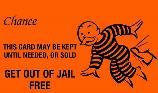 Chance
THIS CARD MAY BE KEPT
UNTIL NEEDED, OR SOLD
GET OUT OF JAIL
FREE